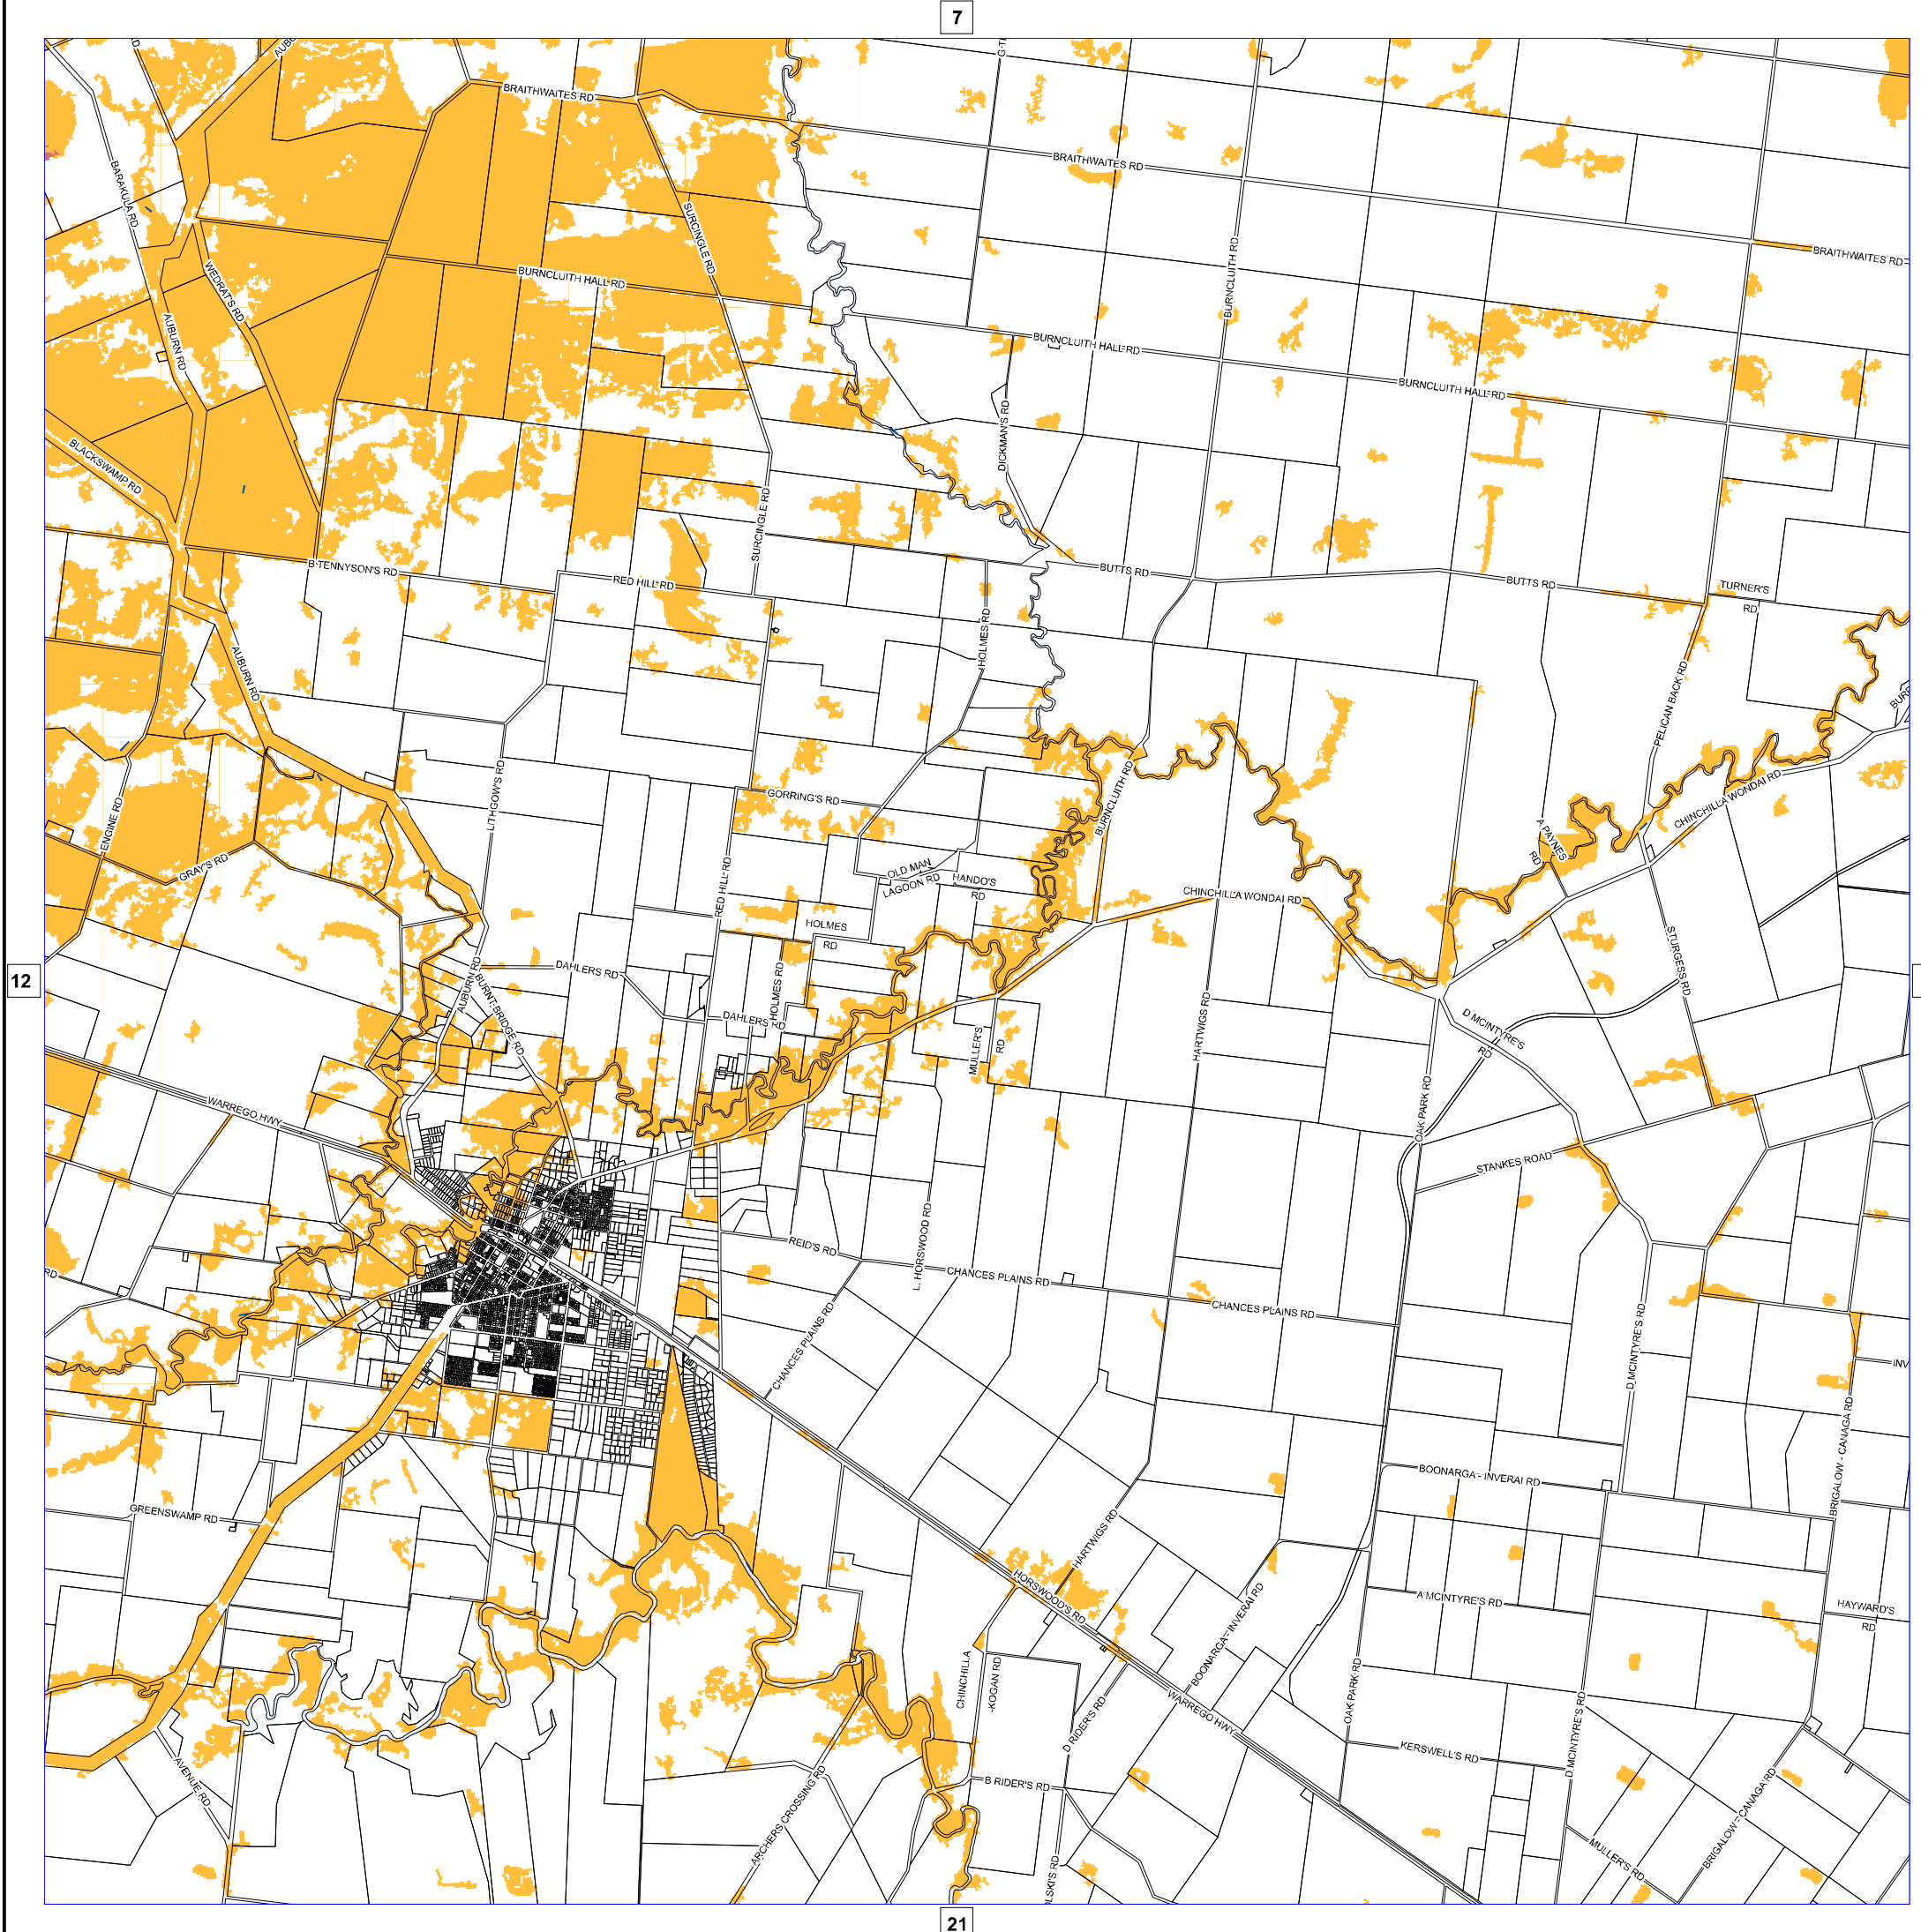 7
BRAITHWAITES RD
BRAITHWAITES RD
BARAKULA RD
SURCINGLE RD
BURNCLUITH RD
BRAITHWAITES RD
WEDRAT'S RD
BURNCLUITH HALL RD
AUBURN RD
BURNCLUITH HALL RD
BURNCLUITH HALL RD
DICKMAN'S RD
BLACKSWAMP RD
SURCINGLE RD
B TENNYSON'S RD
RED HILL RD
BUTTS RD
BUTTS RD
TURNER'S
RD
HOLMES RD
AUBURN RD
PELICAN BACK RD
LITHGOW'S RD
GORRING'S RD
BURNCLUITH RD
CHINCHILLA WONDAI RD
ENGINE RD
A PAYNES
RD
GRAY'S RD
RED HILL RD
OLD MAN
LAGOON RD
HANDO'S
RD
CHINCHILLA WONDAI RD
HOLMES
RD
STURGESS RD
12
AUBURN RD
BURNT BRIDGE RD
DAHLERS RD
HOLMES RD
DAHLERS RD
MULLER'S
RD
HARTWIGS RD
D MCINTYRE'S
RD
WARREGO HWY
OAK PARK RD
STANKES ROAD
REID'S RD
L. HORSWOOD RD
CHANCES PLAINS RD
CHANCES PLAINS RD
RD
CHANCES PLAINS RD
D MCINTYRE'S RD
INV
BRIGALOW - CANAGA RD
BOONARGA - INVERAI RD
GREENSWAMP RD
HARTWIGS RD
HORSWOOD'S RD
BOONARGA - INVERAI RD
A MCINTYRE'S RD
HAYWARD'S
RD
CHINCHILLA
-KOGAN RD
D RIDER'S RD
WARREGO HWY
OAK PARK RD
D MCINTYRE'S RD
KERSWELL'S RD
AVENUE RD
ARCHERS CROSSING RD
B RIDER'S RD
BRIGALOW - CANAGA RD
MULLER'S RD
LSKI'S RD
21